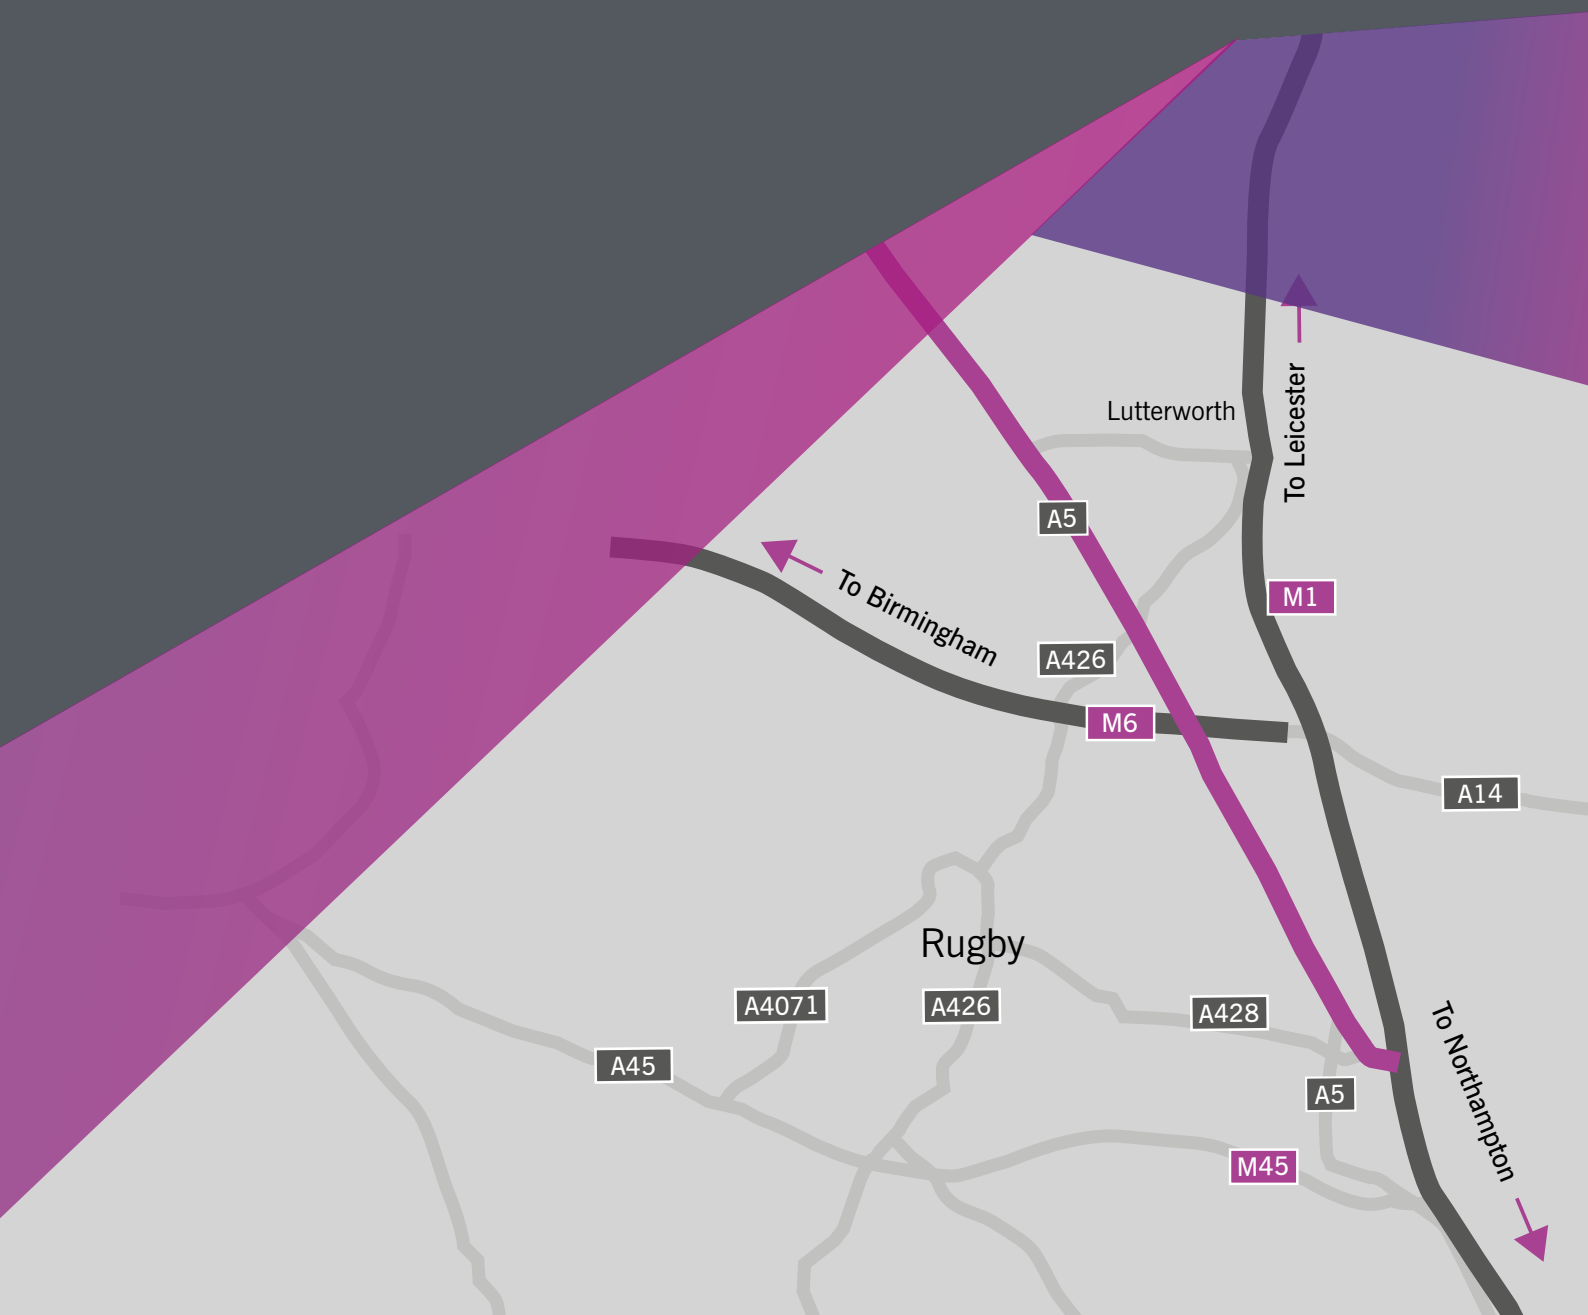 Lutterworth
To Leicester
A5
To Birmingham
M1
A426
M6
A14
Rugby
A4071
A426
A428
To Northampton
A45
A5
M45